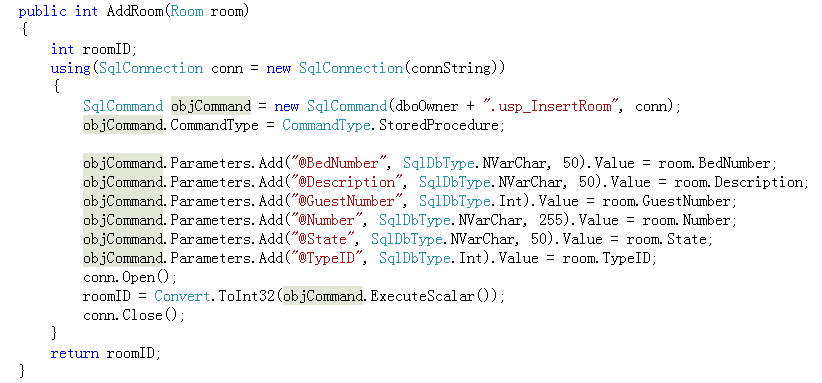 public int AddRoom(Room room)
{
int roomID;
using(SqlConnection conn = new SqlConnection(connString))
{
SqlCommand objCommand = new SqlCommand(dboOwner + ".usp_InsertRoom", conn);
objCommand.CommandType = CommandType.StoredProcedure;
objCommand.Parameters.Add("@BedNumber", SqlDbType.NVarChar, 50).Value = room.BedNumber;
objCommand.Parameters.Add("@Description", SqlDbType.NVarChar, 50).Value = room.Description;
objCommand.Parameters.Add("@GuestNumber", SqlDbType.Int).Value = room.GuestNumber;
objCommand.Parameters.Add("@Number", SqlDbType.NVarChar, 255).Value = room.Number;
objCommand.Parameters.Add("@State", SqlDbType.NVarChar, 50).Value = room.State;
objCommand.Parameters.Add("@TypeID", SqlDbType.Int).Value = room.TypeID;
conn.Open();
roomID = Convert.ToInt32(objCommand.ExecuteScalar());
conn.Close();
}
return roomID;
}